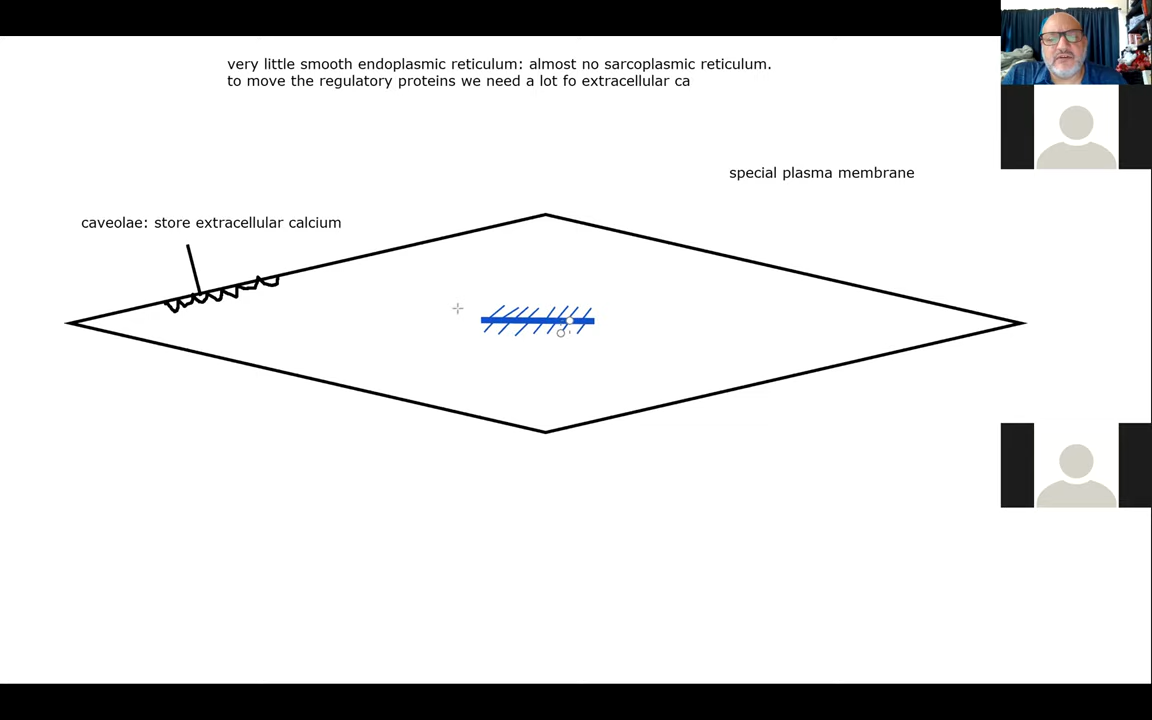 very little smooth endoplasmic reticulum: almost no sarcoplasmic reticulum.
to move the regulatory proteins we need a lot fo extracellular ca
special plasma membrane
caveolae: store extracellular calcium